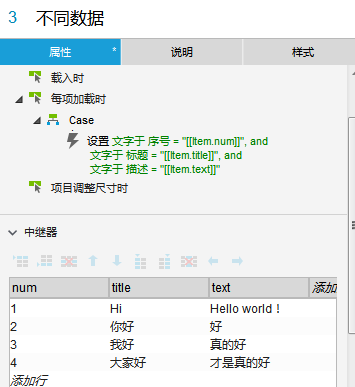 3 不同数据
属性 * 说明 样式
载入时
每项加载时
Case
设置 文字于 序号 = "[[Item.num]]", and
文字于 标题 = "[[Item.title]]", and
文字于 描述 = "[[Item.text]]"
项目调整尺寸时
中继器
num title text 添加
1 Hi Hello world！
2 你好 好
3 我好 真的好
4 大家好 才是真的好
添加行